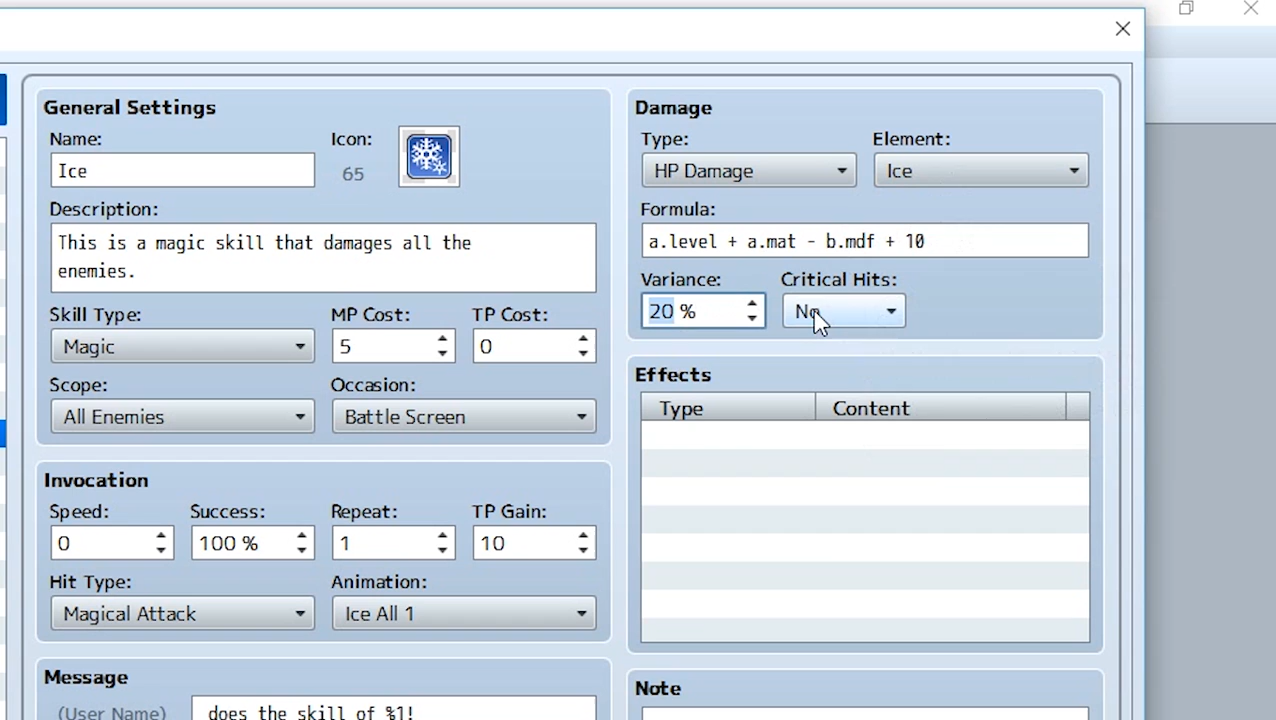 General Settings
Name:
Icon:
Ice
65
Description:
This is a magic skill that damages all the
enemies.
Skill Type:
MP Cost:
TP Cost:
Magic
5
0
Scope:
Occasion:
All Enemies
Battle Screen
Invocation
Speed:
Success:
Repeat:
TP Gain:
0
100 %
1
10
Hit Type:
Animation:
Magical Attack
Ice All 1
Message
(User Name)
does the skill of %1!
Damage
Type:
Element:
HP Damage
Ice
Formula:
a.level + a.mat - b.mdf + 10
Variance:
Critical Hits:
20 %
No
Effects
Type
Content
Note